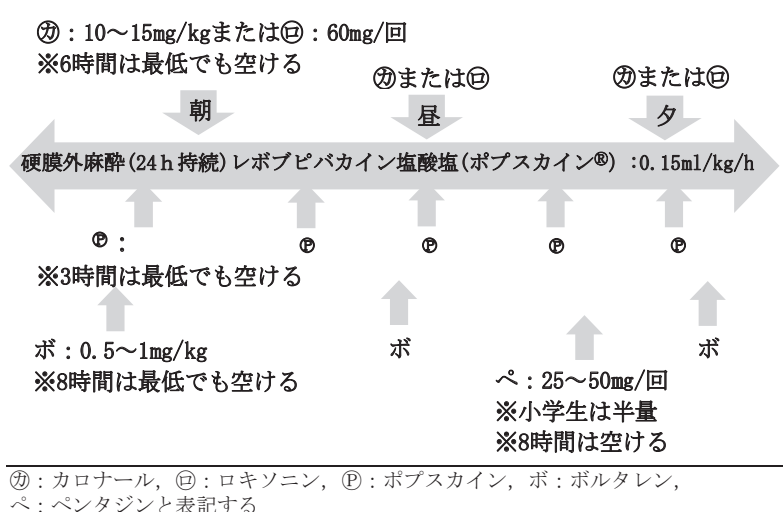 ㋕：10～15mg/kgまたは㋺：60mg/回
※6時間は最低でも空ける
㋕または㋺
㋕または㋺
朝
昼
夕
硬膜外麻酔(24ｈ持続)レボブピバカイン塩酸塩(ポプスカイン®)：0.15ml/kg/h
Ⓟ：
Ⓟ
Ⓟ
Ⓟ
Ⓟ
※3時間は最低でも空ける
ボ：0.5～1mg/kg
※8時間は最低でも空ける
ボ
ボ
ペ：25～50mg/回
※小学生は半量
※8時間は空ける
㋕：カロナール，㋺：ロキソニン，Ⓟ：ポプスカイン，ボ：ボルタレン，
ペ：ペンタジンと表記する